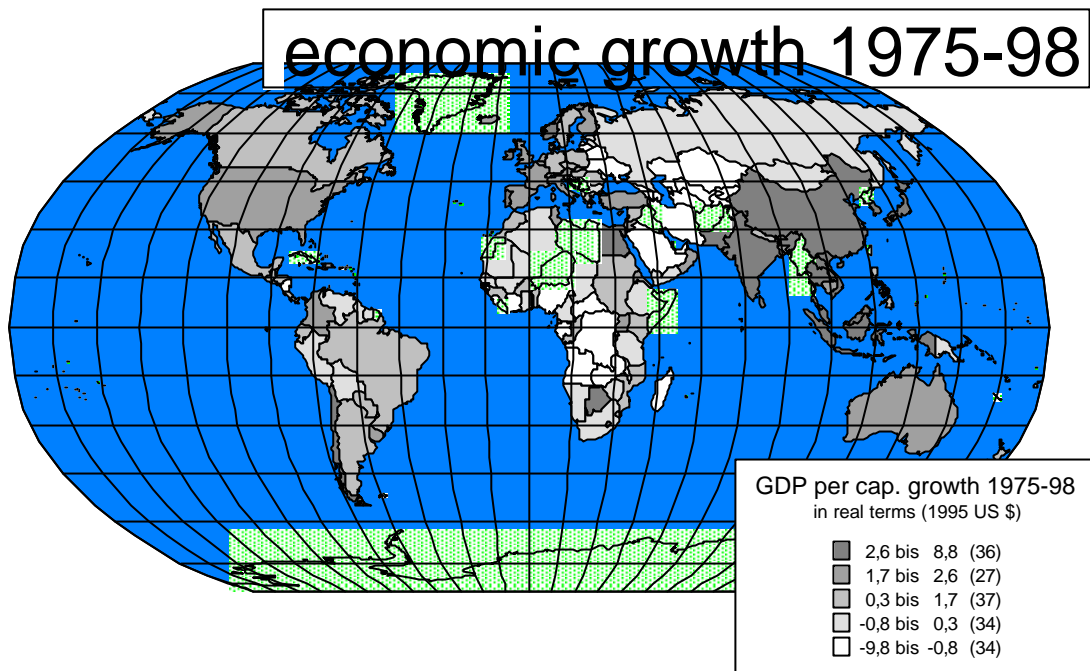 economic growth 1975-98
GDP per cap. growth 1975-98
in real terms (1995 US $)
2,6 bis 8,8 (36)
1,7 bis 2,6 (27)
0,3 bis 1,7 (37)
-0,8 bis 0,3 (34)
-9,8 bis -0,8 (34)